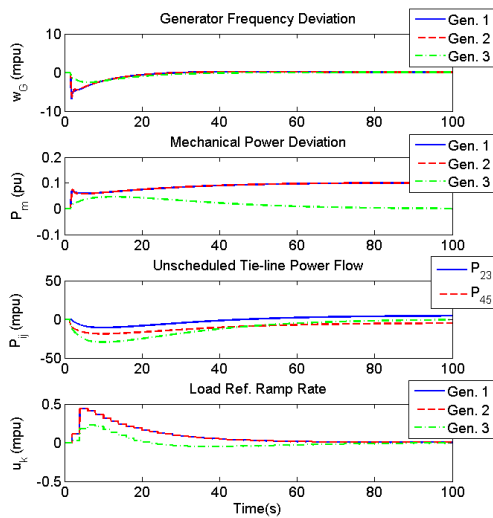 Generator Frequency Deviation
10
0
-10
w_G (mpu)
0 20 40 60 80 100
Gen. 1
Gen. 2
Gen. 3
Mechanical Power Deviation
0.2
0.1
0
-0.1
P_m (pu)
0 20 40 60 80 100
Gen. 1
Gen. 2
Gen. 3
Unscheduled Tie-line Power Flow
50
0
-50
P_ij (mpu)
0 20 40 60 80 100
P_23
P_45
Load Ref. Ramp Rate
0.5
0
-0.5
u_k (mpu)
0 20 40 60 80 100
Time(s)
Gen. 1
Gen. 2
Gen. 3